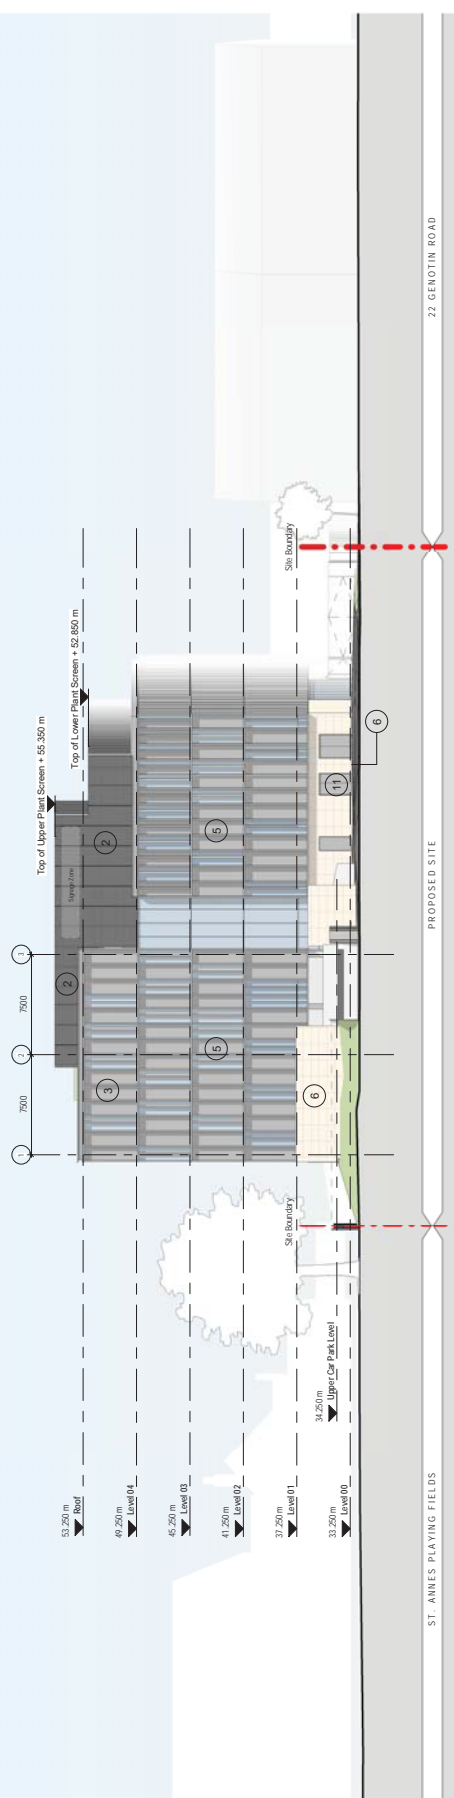 Top of Upper Plant Screen + 55.350 m
Top of Lower Plant Screen + 52.850 m
1
7500
2
7500
3
Signage Zone
2
2
3
5
5
6
11
6
Site Boundary
Site Boundary
53.250 m
Roof
49.250 m
Level 04
45.250 m
Level 03
41.250 m
Level 02
37.250 m
Level 01
34.250 m
Upper Car Park Level
33.250 m
Level 00
ST. ANNES PLAYING FIELDS
PROPOSED SITE
22 GENOTIN ROAD